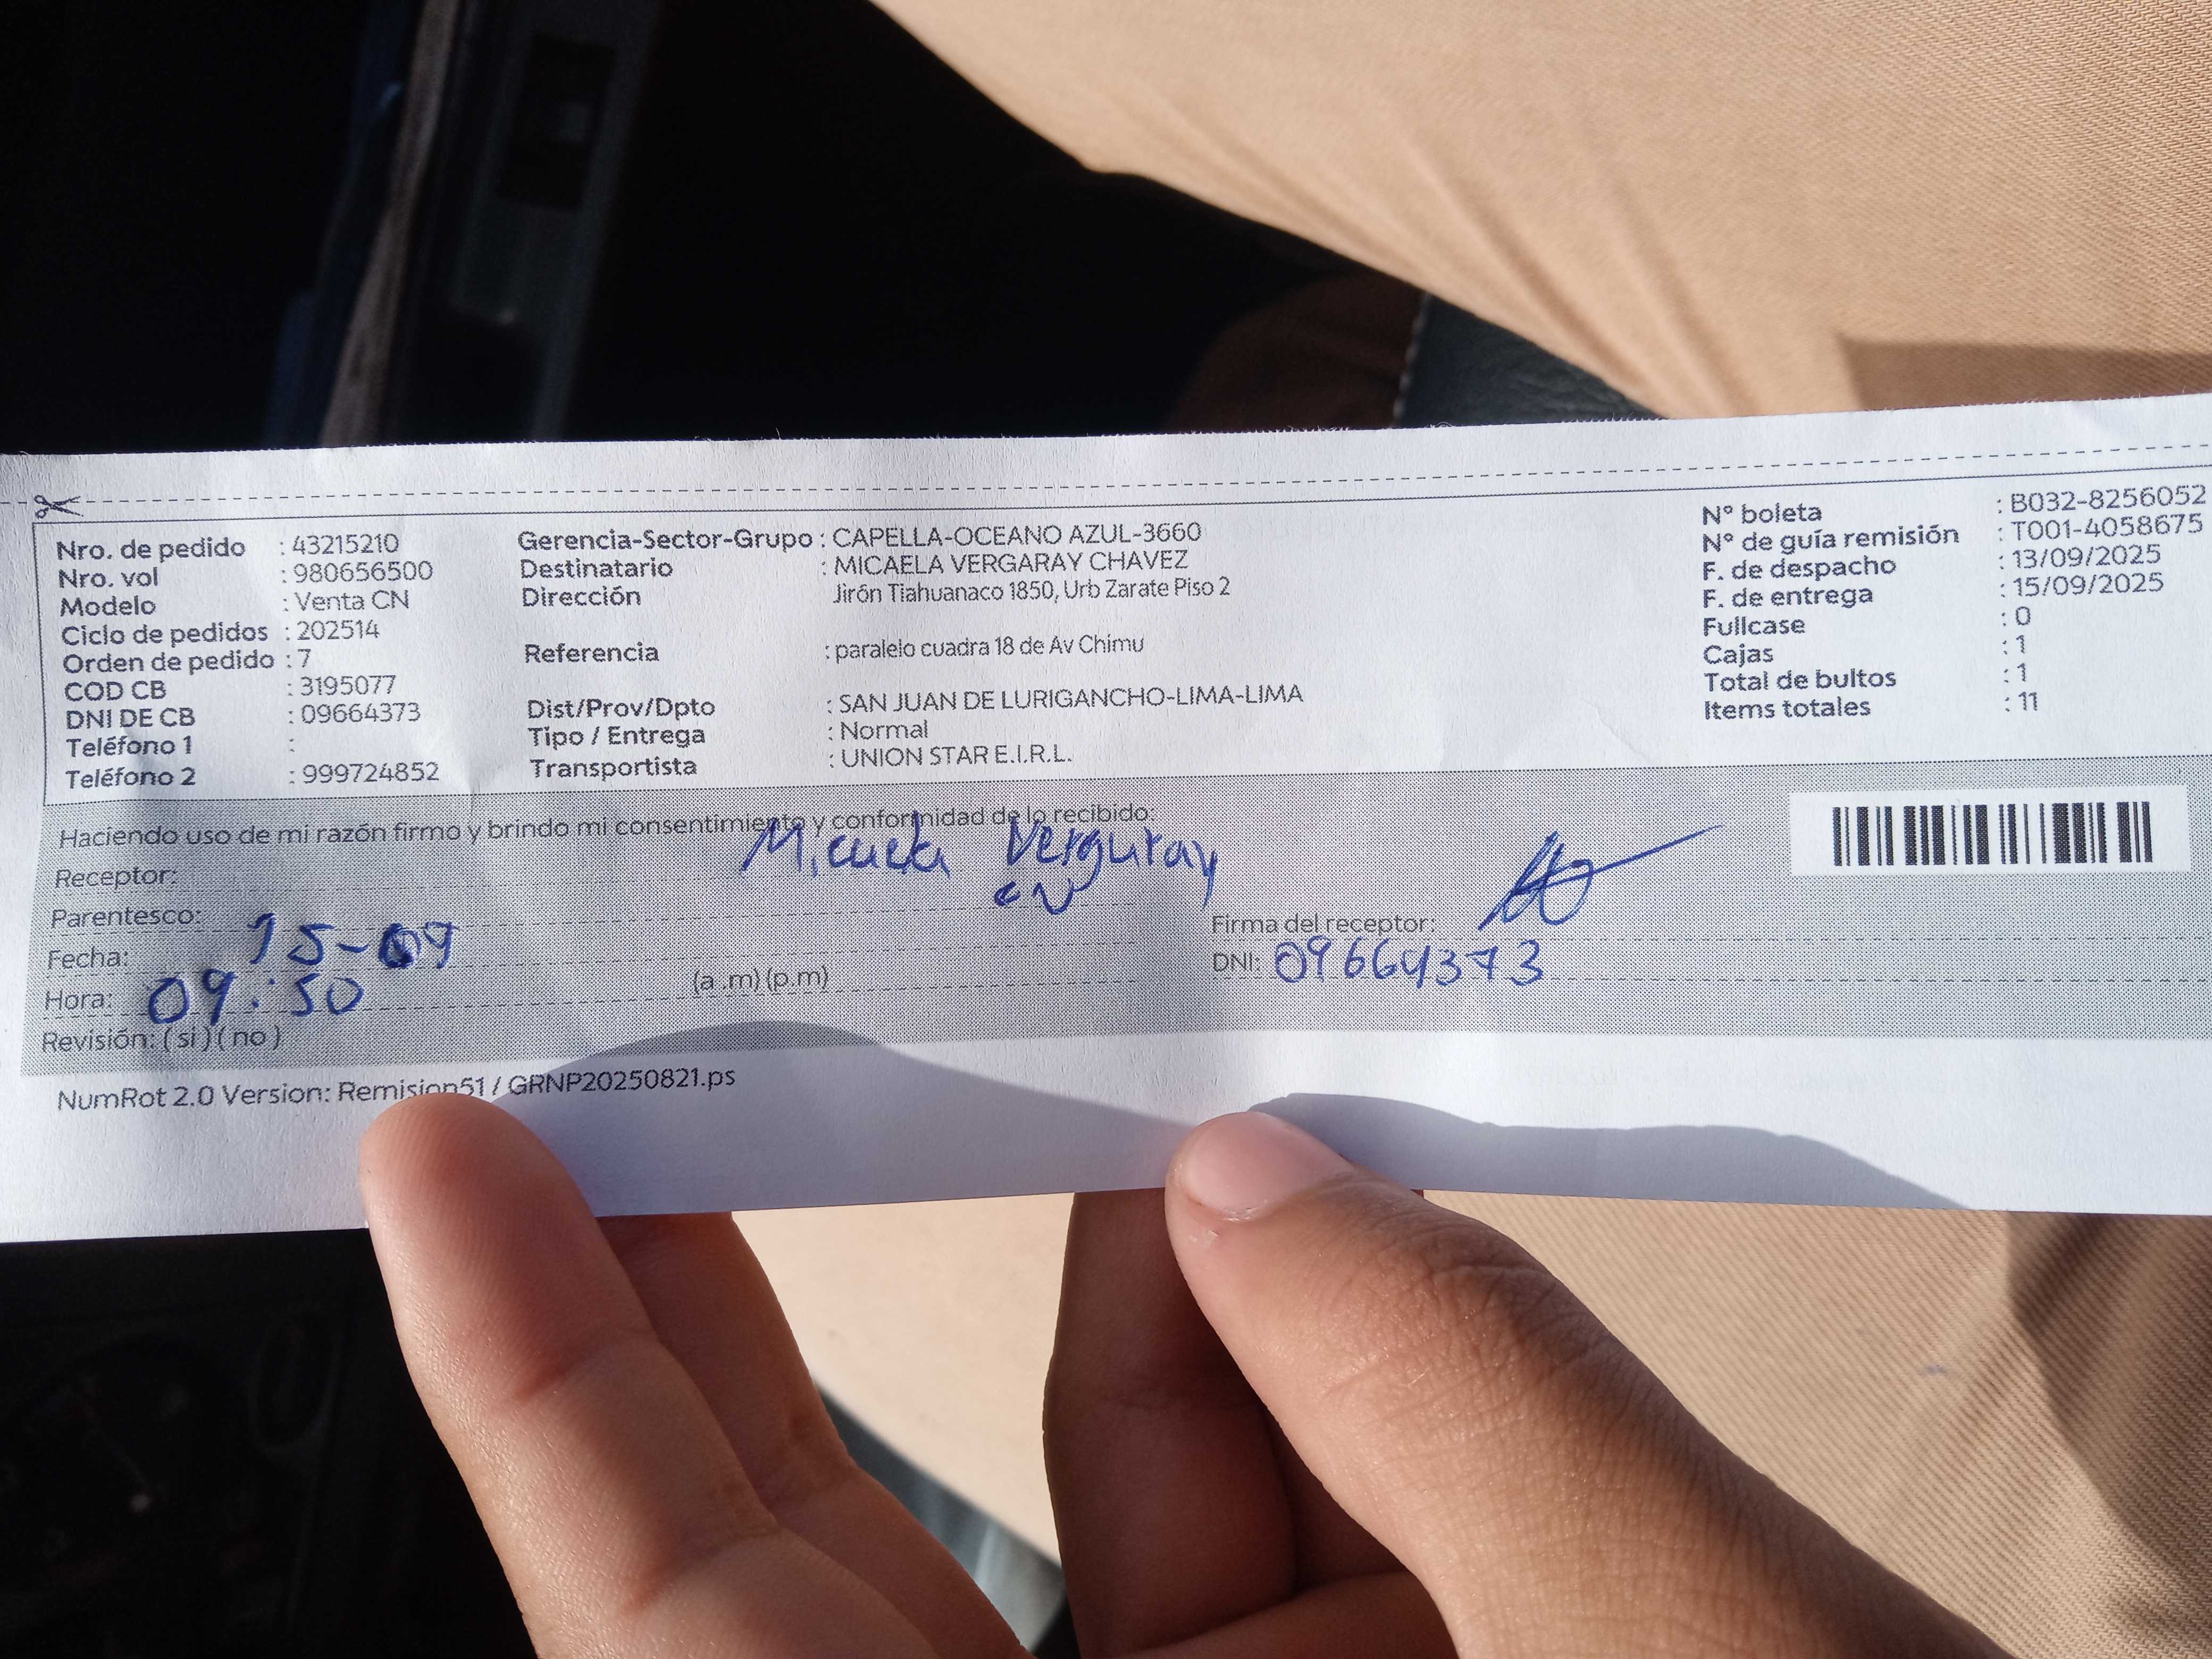 Nro. de pedido : 43215210
Nro. vol : 980656500
Modelo : Venta CN
Ciclo de pedidos : 202514
Orden de pedido : 7
COD CB : 3195077
DNI DE CB : 09664373
Teléfono 1 :
Teléfono 2 : 999724852
Gerencia-Sector-Grupo : CAPELLA-OCEANO AZUL-3660
Destinatario : MICAELA VERGARAY CHAVEZ
Dirección Jirón Tiahuanaco 1850, Urb Zarate Piso 2
Referencia : paralelo cuadra 18 de Av Chimu
Dist/Prov/Dpto : SAN JUAN DE LURIGANCHO-LIMA-LIMA
Tipo / Entrega : Normal
Transportista : UNION STAR E.I.R.L.
N° boleta : B032-8256052
N° de guía remisión : T001-4058675
F. de despacho : 13/09/2025
F. de entrega : 15/09/2025
Fullcase : 0
Cajas : 1
Total de bultos : 1
Items totales : 11
Haciendo uso de mi razón firmo y brindo mi consentimiento y conformidad de lo recibido:
Receptor: Micaela Vergaray
Parentesco: CN
Fecha: 15-09
Hora: 09:50 (a .m) (p.m)
Revisión: ( si ) ( no )
Firma del receptor:
DNI: 09664373
NumRot 2.0 Version: Remision51 / GRNP20250821.ps